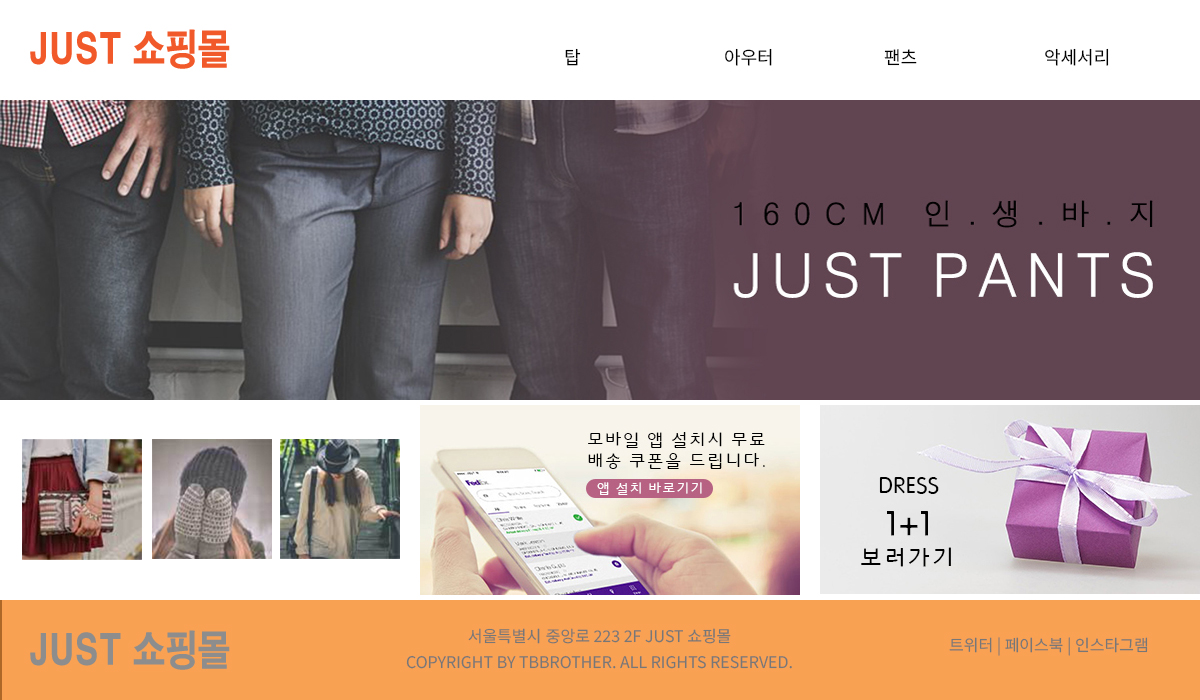 JUST 쇼핑몰
탑 아우터 팬츠 악세서리
160CM 인.생.바.지
JUST PANTS
모바일 앱 설치시 무료
배송 쿠폰을 드립니다.
앱 설치 바로기기
FedEx
DRESS
1+1
보러가기
JUST 쇼핑몰
서울특별시 중앙로 223 2F JUST 쇼핑몰
COPYRIGHT BY TBBROTHER. ALL RIGHTS RESERVED.
트위터 | 페이스북 | 인스타그램